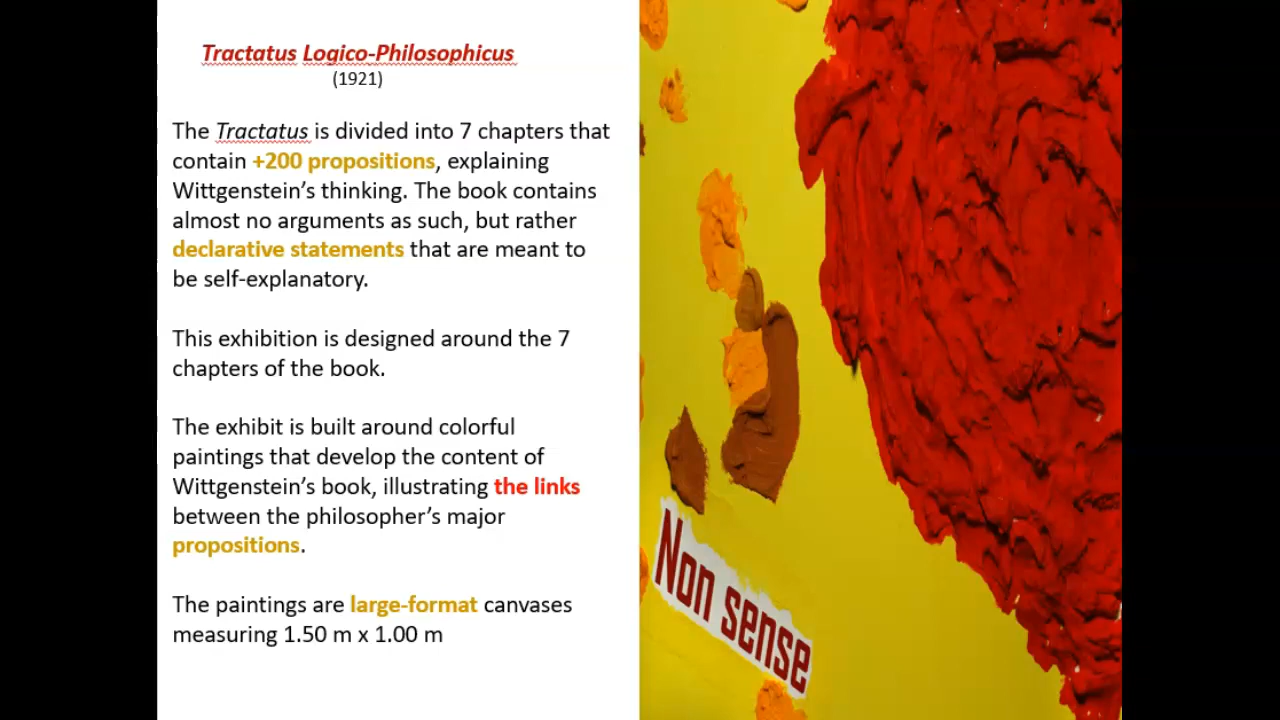 Tractatus Logico-Philosophicus
(1921)
The Tractatus is divided into 7 chapters that
contain +200 propositions, explaining
Wittgenstein’s thinking. The book contains
almost no arguments as such, but rather
declarative statements that are meant to
be self-explanatory.
This exhibition is designed around the 7
chapters of the book.
The exhibit is built around colorful
paintings that develop the content of
Wittgenstein’s book, illustrating the links
between the philosopher’s major
propositions.
The paintings are large-format canvases
measuring 1.50 m x 1.00 m
Non sense